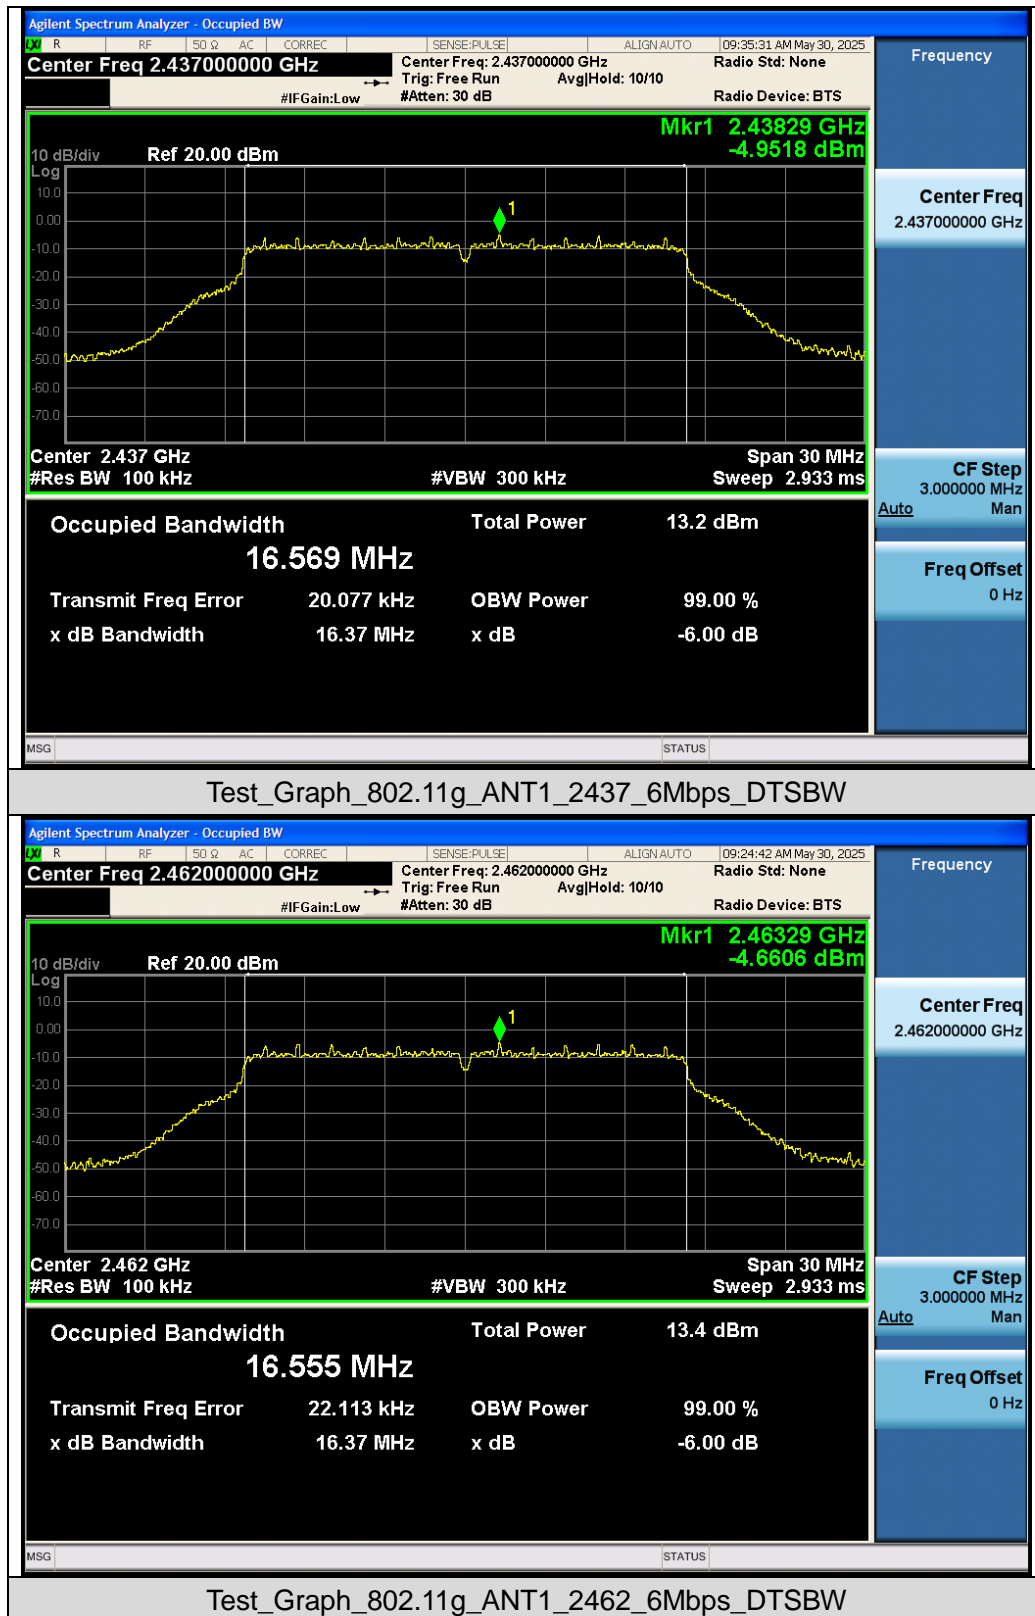 Agilent Spectrum Analyzer - Occupied BW
LXI R RF 50 Ω AC CORREC SENSE:PULSE ALIGN AUTO 09:35:31 AM May 30, 2025
Center Freq 2.437000000 GHz Center Freq: 2.437000000 GHz Radio Std: None Frequency
Trig: Free Run Avg|Hold: 10/10
#IFGain:Low #Atten: 30 dB Radio Device: BTS
Mkr1 2.43829 GHz
10 dB/div Ref 20.00 dBm -4.9518 dBm
Log
10.0
0.00
-10.0
-20.0
-30.0
-40.0
-50.0
-60.0
-70.0
1
Center Freq
2.437000000 GHz
Center 2.437 GHz Span 30 MHz
#Res BW 100 kHz #VBW 300 kHz Sweep 2.933 ms
CF Step
3.000000 MHz
Auto Man
Occupied Bandwidth Total Power 13.2 dBm
16.569 MHz
Transmit Freq Error 20.077 kHz OBW Power 99.00 %
x dB Bandwidth 16.37 MHz x dB -6.00 dB
Freq Offset
0 Hz
MSG STATUS
Test_Graph_802.11g_ANT1_2437_6Mbps_DTSBW
Agilent Spectrum Analyzer - Occupied BW
LXI R RF 50 Ω AC CORREC SENSE:PULSE ALIGN AUTO 09:24:42 AM May 30, 2025
Center Freq 2.462000000 GHz Center Freq: 2.462000000 GHz Radio Std: None Frequency
Trig: Free Run Avg|Hold: 10/10
#IFGain:Low #Atten: 30 dB Radio Device: BTS
Mkr1 2.46329 GHz
10 dB/div Ref 20.00 dBm -4.6606 dBm
Log
10.0
0.00
-10.0
-20.0
-30.0
-40.0
-50.0
-60.0
-70.0
1
Center Freq
2.462000000 GHz
Center 2.462 GHz Span 30 MHz
#Res BW 100 kHz #VBW 300 kHz Sweep 2.933 ms
CF Step
3.000000 MHz
Auto Man
Occupied Bandwidth Total Power 13.4 dBm
16.555 MHz
Transmit Freq Error 22.113 kHz OBW Power 99.00 %
x dB Bandwidth 16.37 MHz x dB -6.00 dB
Freq Offset
0 Hz
MSG STATUS
Test_Graph_802.11g_ANT1_2462_6Mbps_DTSBW